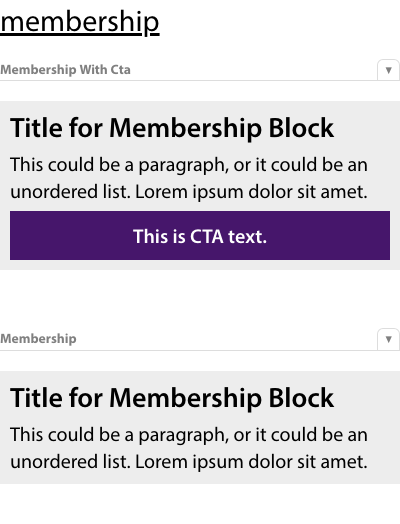 membership
Membership With Cta
▼
Title for Membership Block
This could be a paragraph, or it could be an
unordered list. Lorem ipsum dolor sit amet.
This is CTA text.
Membership
▼
Title for Membership Block
This could be a paragraph, or it could be an
unordered list. Lorem ipsum dolor sit amet.